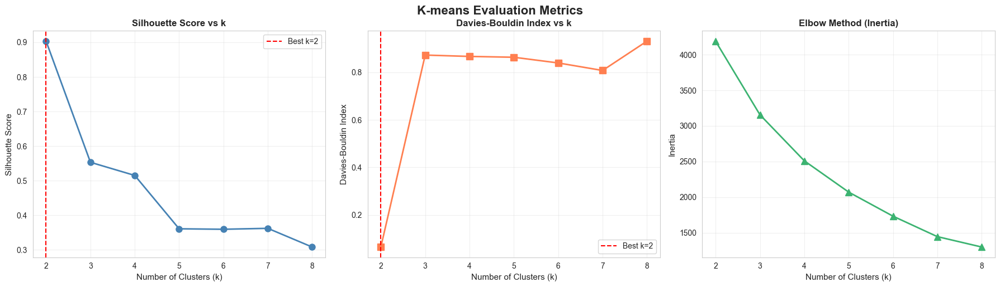 K-means Evaluation Metrics
Silhouette Score vs k
Silhouette Score
0.9
0.8
0.7
0.6
0.5
0.4
0.3
Best k=2
2 3 4 5 6 7 8
Number of Clusters (k)
Davies-Bouldin Index vs k
Davies-Bouldin Index
0.8
0.6
0.4
0.2
Best k=2
2 3 4 5 6 7 8
Number of Clusters (k)
Elbow Method (Inertia)
Inertia
4000
3500
3000
2500
2000
1500
2 3 4 5 6 7 8
Number of Clusters (k)